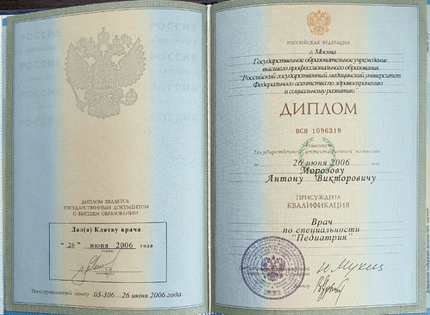 ДИПЛОМ ЯВЛЯЕТСЯ
ГОСУДАРСТВЕННЫМ ДОКУМЕНТОМ
О ВЫСШЕМ ОБРАЗОВАНИИ
Дал(а) Клятву врача
"26" июня 2006 года
Регистрационный номер 03-306, 26 июня 2006 года
РОССИЙСКАЯ ФЕДЕРАЦИЯ
г. Москва
Государственное образовательное учреждение
высшего профессионального образования
"Российский государственный медицинский университет
Федерального агентства по здравоохранению
и социальному развитию"
ДИПЛОМ
ВСВ 1096319
Решением
Государственной аттестационной комиссии
от 26 июня 2006 года
Морозову
Антону Викторовичу
ПРИСУЖДЕНА
КВАЛИФИКАЦИЯ
Врач
по специальности
"Педиатрия"